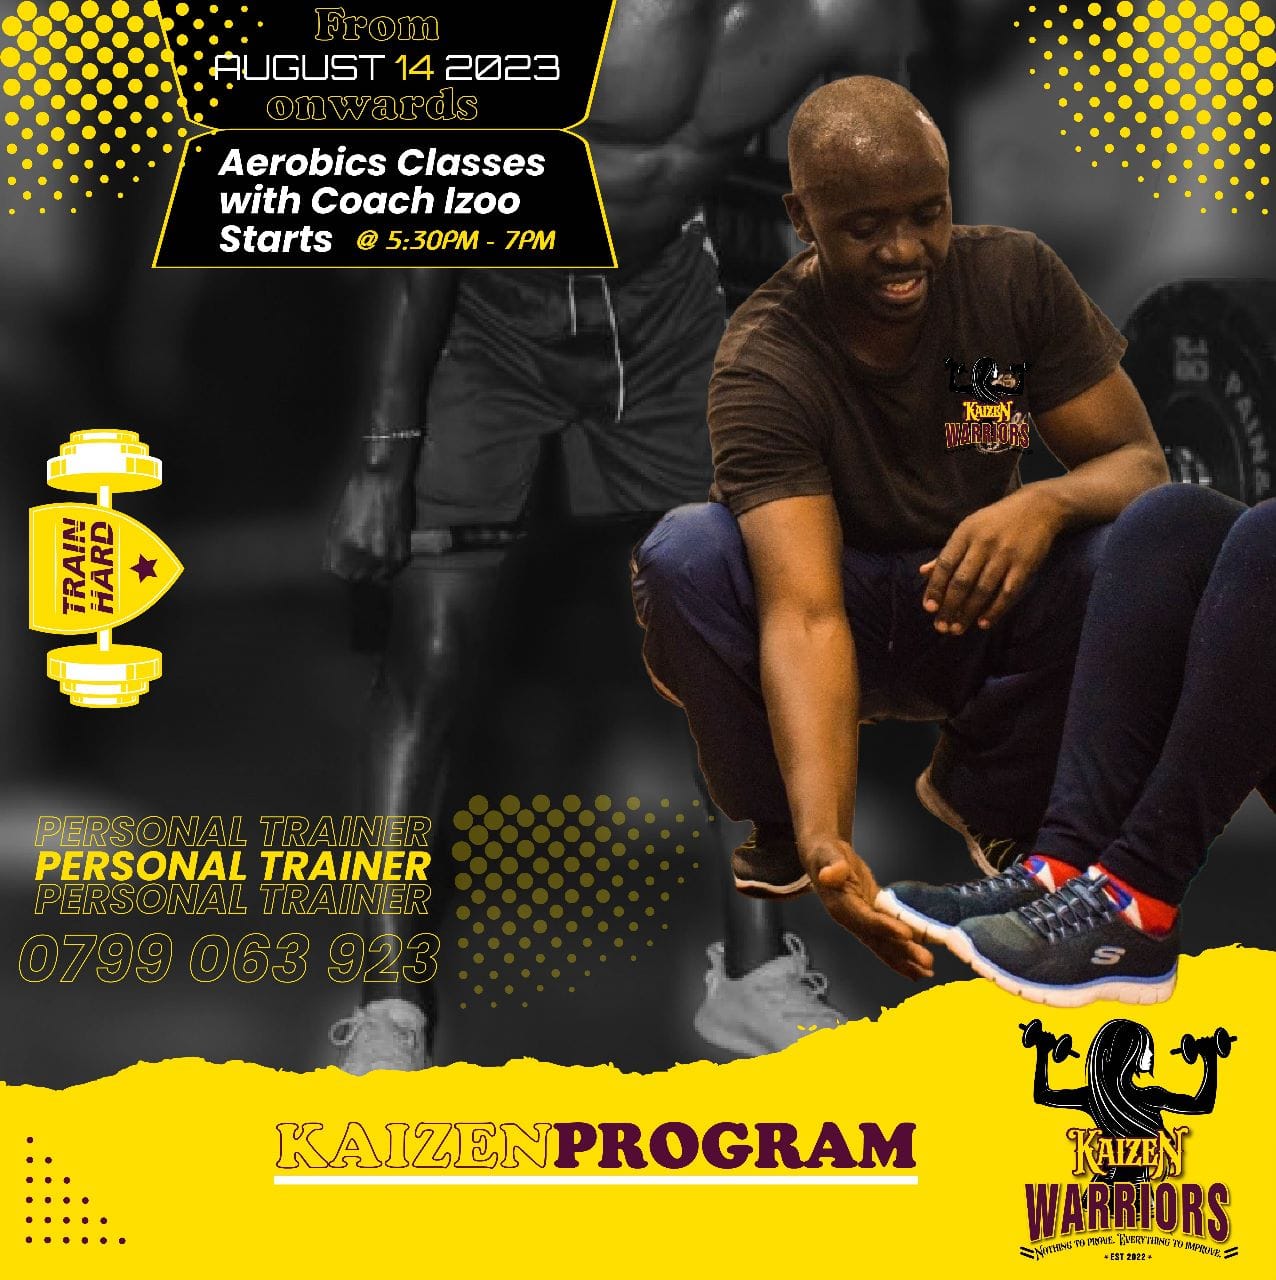 From
AUGUST 14 2023
onwards
Aerobics Classes
with Coach Izoo
Starts @ 5:30PM - 7PM
KAIZEN
WARRIORS
TRAIN
HARD
PERSONAL TRAINER
PERSONAL TRAINER
PERSONAL TRAINER
0799 063 923
KAIZENPROGRAM
KAIZEN
WARRIORS
NOTHING TO PROVE. EVERYTHING TO IMPROVE.
EST 2022